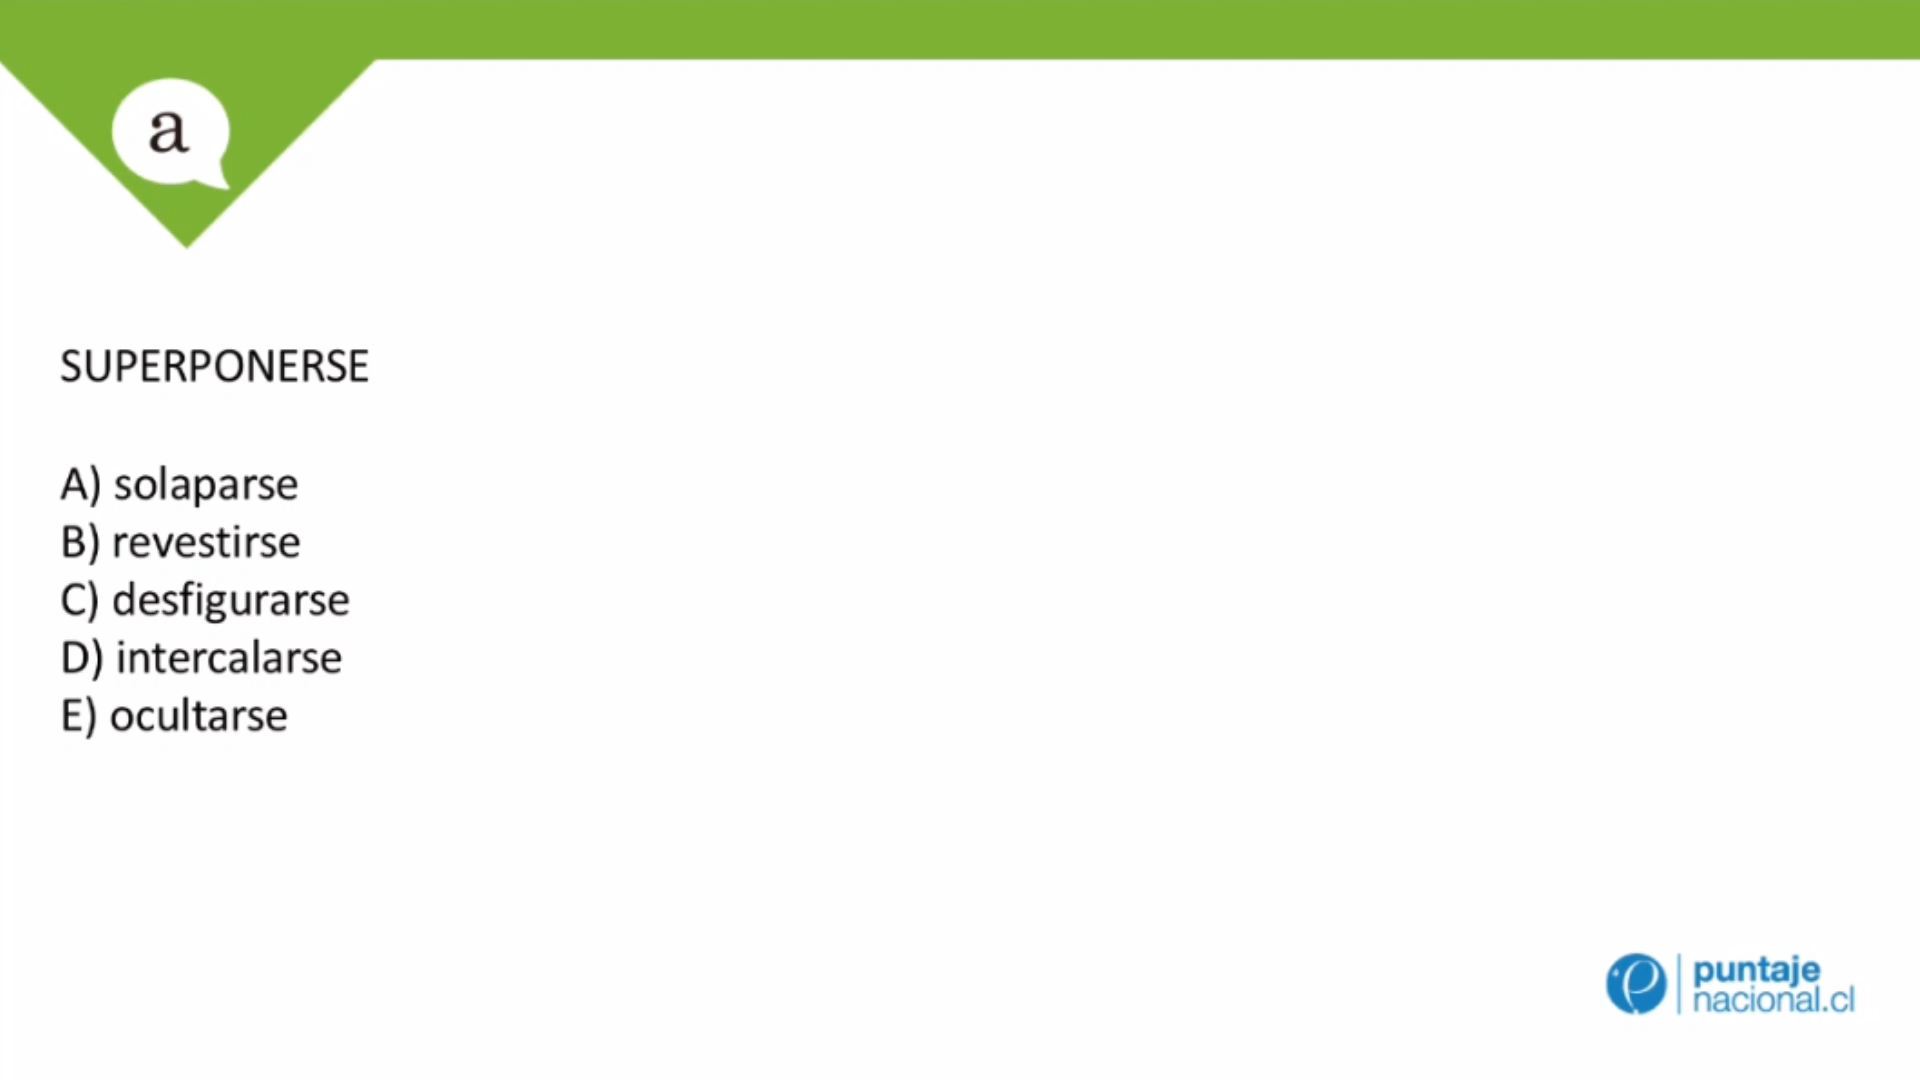 a
SUPERPONERSE
A) solaparse
B) revestirse
C) desfigurarse
D) intercalarse
E) ocultarse
puntaje
nacional.cl